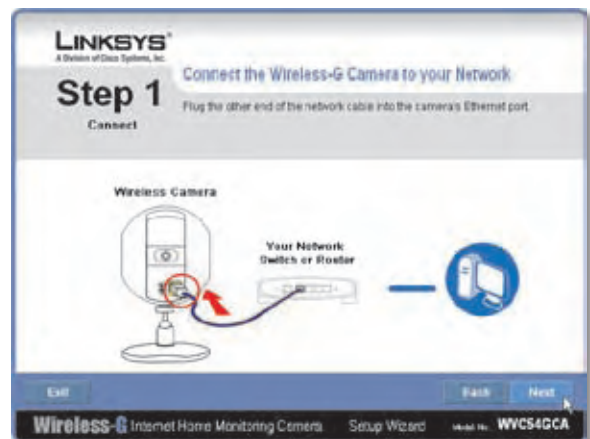 LINKSYS®
A Division of Cisco Systems, Inc.
Step 1
Connect
Connect the Wireless-G Camera to your Network
Plug the other end of the network cable into the camera's Ethernet port.
Wireless Camera
Your Network
Switch or Router
Exit
Back
Next
Wireless-G Internet Home Monitoring Camera
Setup Wizard
Model No.
WVC54GCA